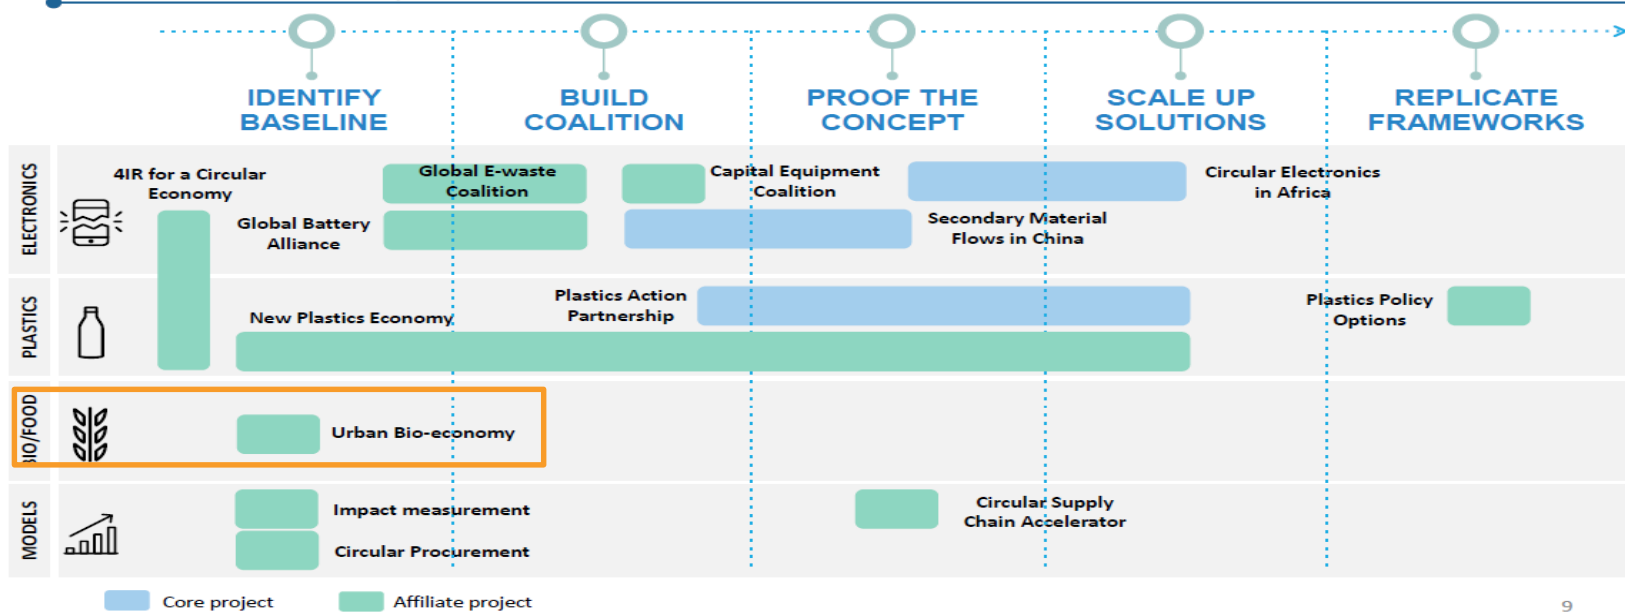 IDENTIFY
BASELINE
BUILD
COALITION
PROOF THE
CONCEPT
SCALE UP
SOLUTIONS
REPLICATE
FRAMEWORKS
ELECTRONICS
4IR for a Circular
Economy
Global E-waste
Coalition
Capital Equipment
Coalition
Circular Electronics
in Africa
Global Battery
Alliance
Secondary Material
Flows in China
PLASTICS
New Plastics Economy
Plastics Action
Partnership
Plastics Policy
Options
BIO/FOOD
Urban Bio-economy
MODELS
Impact measurement
Circular Procurement
Circular Supply
Chain Accelerator
Core project
Affiliate project
9